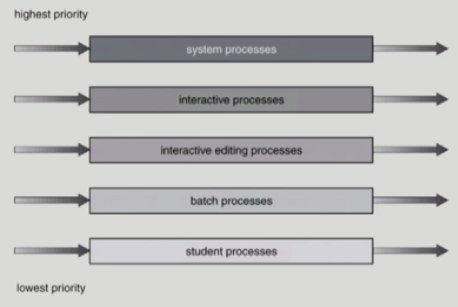 highest priority
system processes
interactive processes
interactive editing processes
batch processes
student processes
lowest priority